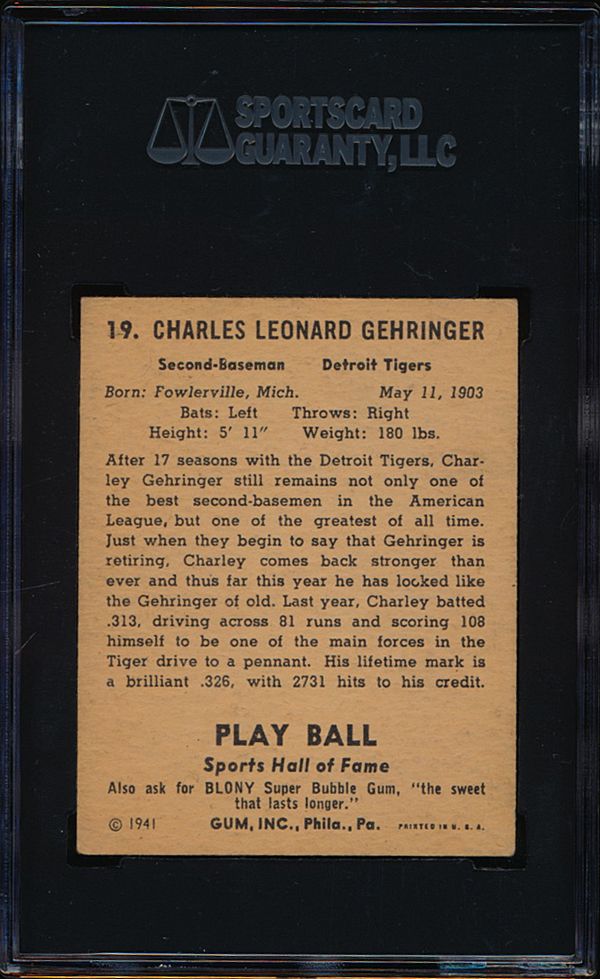 SPORTSCARD
GUARANTY, LLC
19. CHARLES LEONARD GEHRINGER
Second-Baseman Detroit Tigers
Born: Fowlerville, Mich. May 11, 1903
Bats: Left Throws: Right
Height: 5' 11" Weight: 180 lbs.
After 17 seasons with the Detroit Tigers, Char-
ley Gehringer still remains not only one of
the best second-basemen in the American
League, but one of the greatest of all time.
Just when they begin to say that Gehringer is
retiring, Charley comes back stronger than
ever and thus far this year he has looked like
the Gehringer of old. Last year, Charley batted
.313, driving across 81 runs and scoring 108
himself to be one of the main forces in the
Tiger drive to a pennant. His lifetime mark is
a brilliant .326, with 2731 hits to his credit.
PLAY BALL
Sports Hall of Fame
Also ask for BLONY Super Bubble Gum, "the sweet
that lasts longer."
© 1941 GUM, INC., Phila., Pa. PRINTED IN U. S. A.